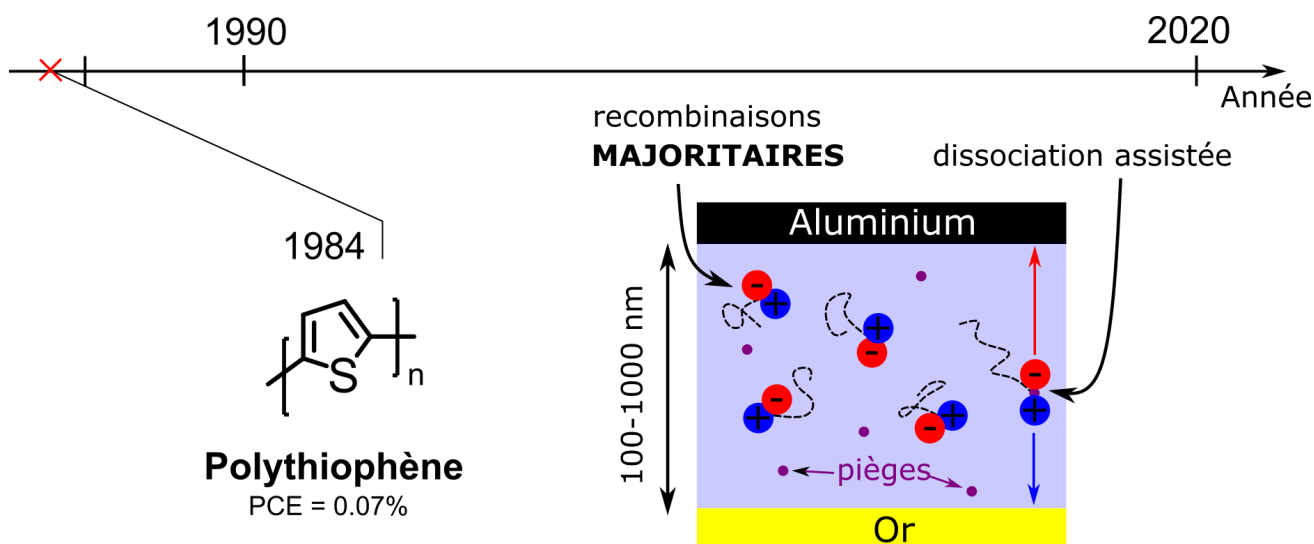 1990
2020
Année
recombinaisons
MAJORITAIRES
dissociation assistée
1984
S
n
Polythiophène
PCE = 0.07%
100-1000 nm
Aluminium
-
+
+
-
-
+
-
+
-
+
pièges
Or